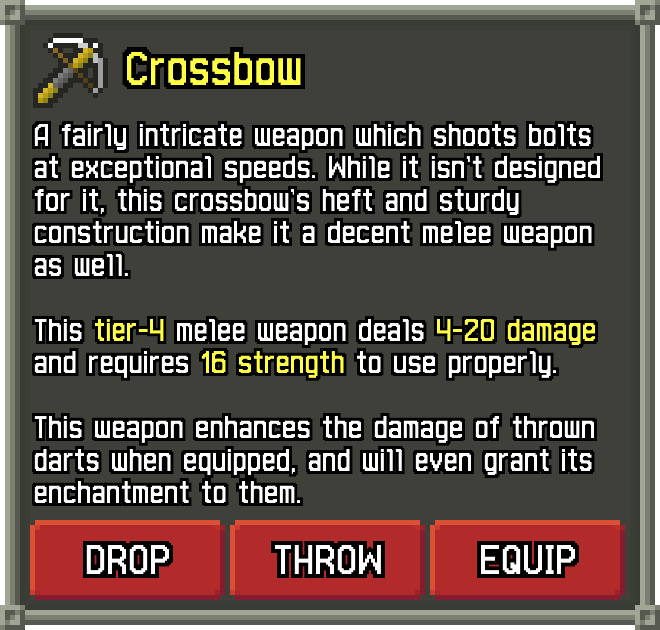 Crossbow
A fairly intricate weapon which shoots bolts
at exceptional speeds. While it isn't designed
for it, this crossbow's heft and sturdy
construction make it a decent melee weapon
as well.
This tier-4 melee weapon deals 4-20 damage
and requires 16 strength to use properly.
This weapon enhances the damage of thrown
darts when equipped, and will even grant its
enchantment to them.
DROP THROW EQUIP